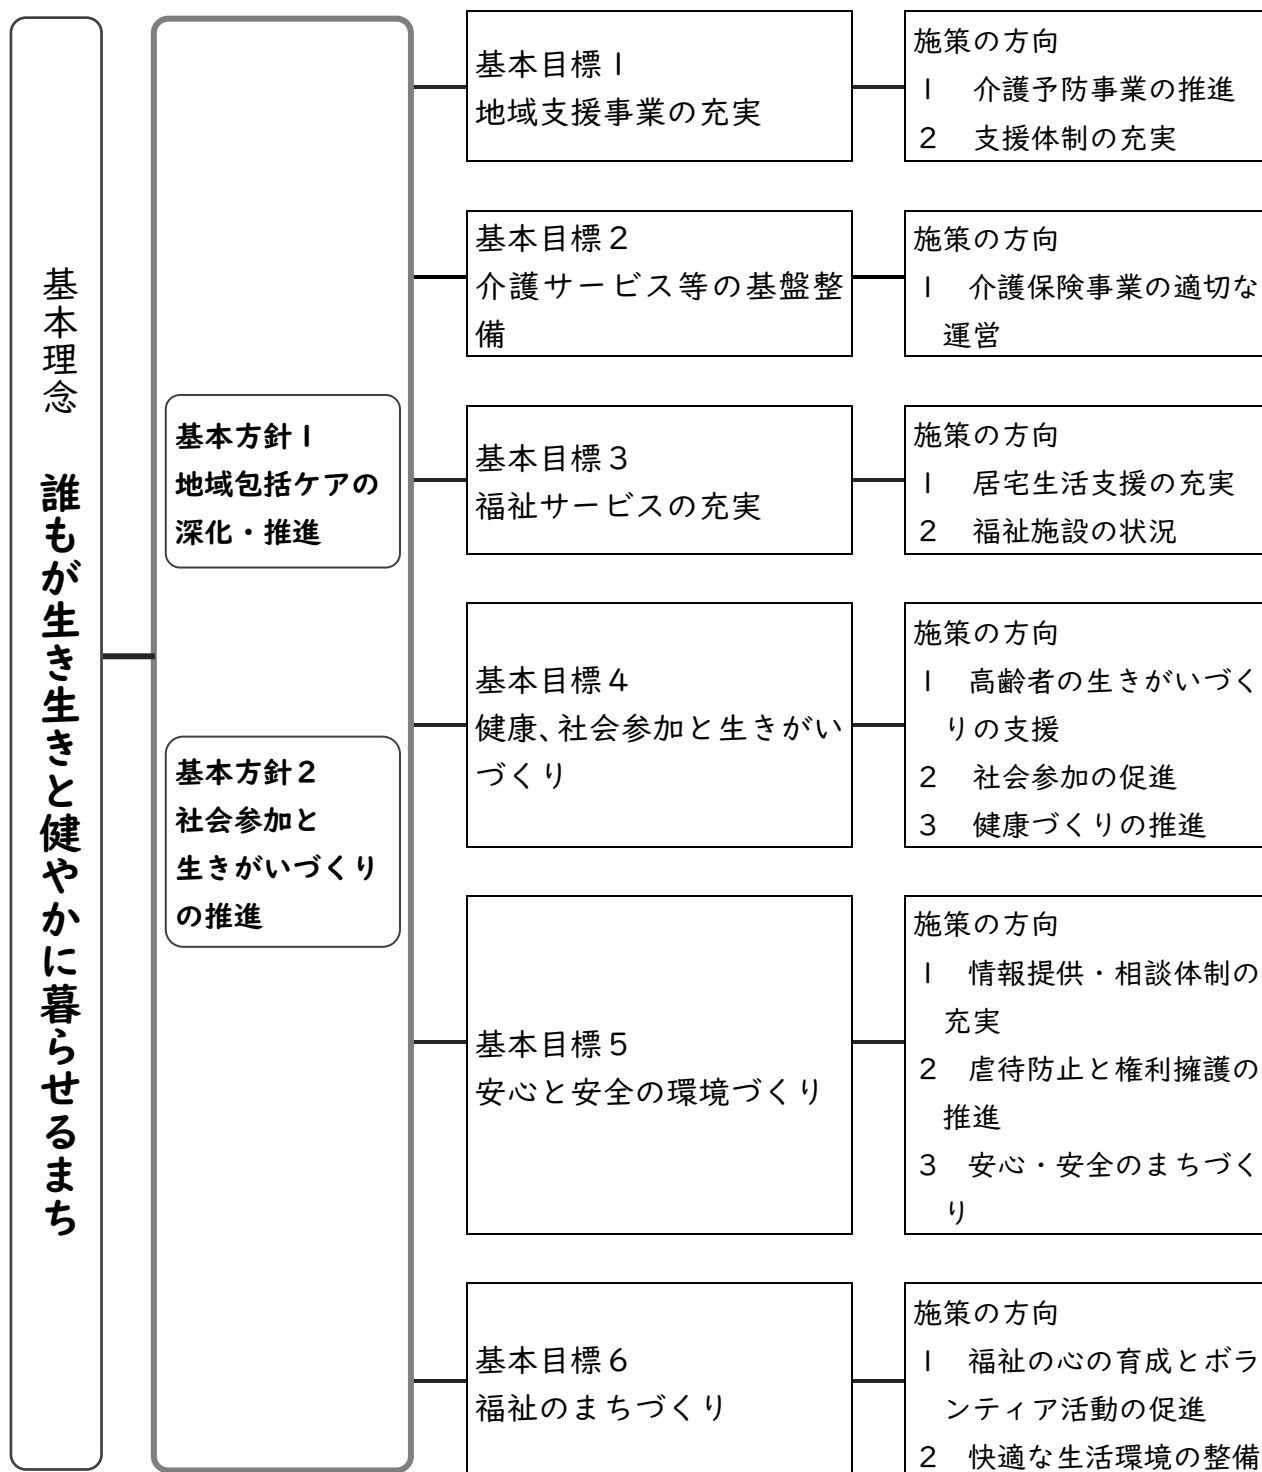 基本理念　誰もが生き生きと健やかに暮らせるまち
基本方針１
地域包括ケアの
深化・推進
基本方針２
社会参加と
生きがいづくり
の推進
基本目標１
地域支援事業の充実
施策の方向
１　介護予防事業の推進
２　支援体制の充実
基本目標２
介護サービス等の基盤整
備
施策の方向
１　介護保険事業の適切な
運営
基本目標３
福祉サービスの充実
施策の方向
１　居宅生活支援の充実
２　福祉施設の状況
基本目標４
健康、社会参加と生きがい
づくり
施策の方向
１　高齢者の生きがいづく
りの支援
２　社会参加の促進
３　健康づくりの推進
基本目標５
安心と安全の環境づくり
施策の方向
１　情報提供・相談体制の
充実
２　虐待防止と権利擁護の
推進
３　安心・安全のまちづく
り
基本目標６
福祉のまちづくり
施策の方向
１　福祉の心の育成とボラ
ンティア活動の促進
２　快適な生活環境の整備